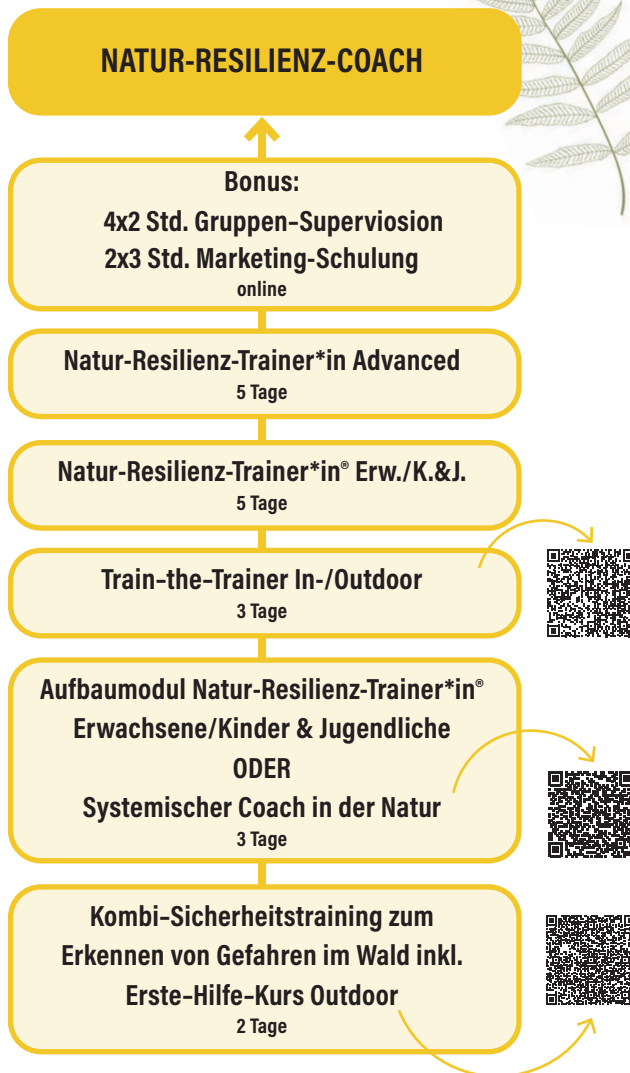 NATUR-RESILIENZ-COACH
Bonus:
4x2 Std. Gruppen-Superviosion
2x3 Std. Marketing-Schulung
online
Natur-Resilienz-Trainer*in Advanced
5 Tage
Natur-Resilienz-Trainer*in® Erw./K.&J.
5 Tage
Train-the-Trainer In-/Outdoor
3 Tage
Aufbaumodul Natur-Resilienz-Trainer*in®
Erwachsene/Kinder & Jugendliche
ODER
Systemischer Coach in der Natur
3 Tage
Kombi-Sicherheitstraining zum
Erkennen von Gefahren im Wald inkl.
Erste-Hilfe-Kurs Outdoor
2 Tage